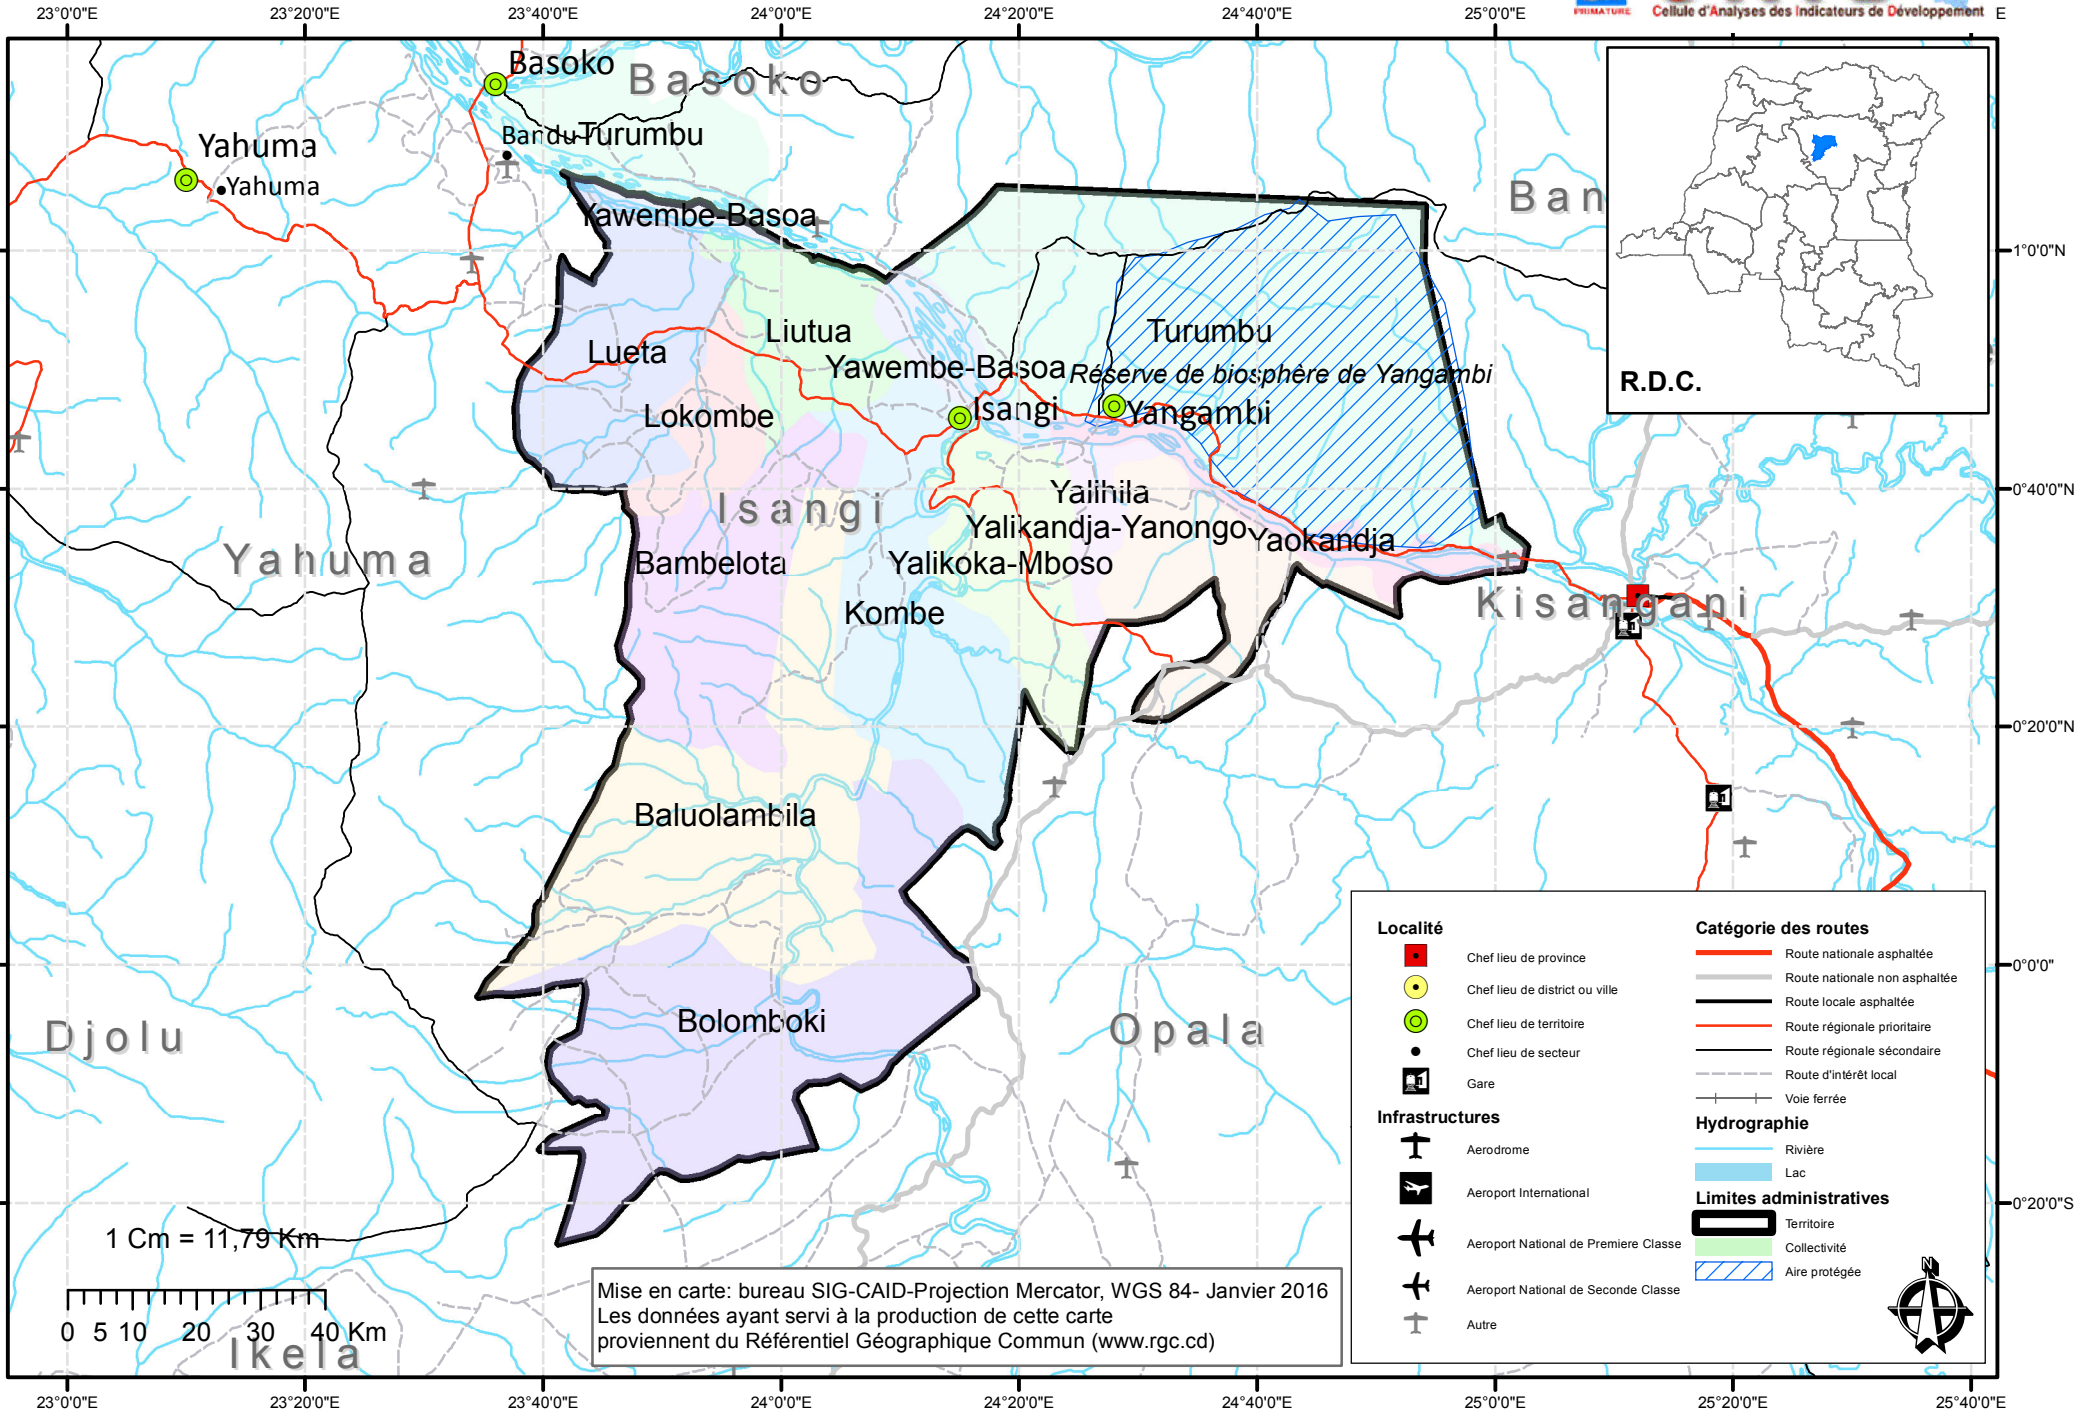 23°0'0"E 23°20'0"E 23°40'0"E 24°0'0"E 24°20'0"E 24°40'0"E 25°0'0"E E
PRIMATURE
Cellule d'Analyses des Indicateurs de Développement
Basoko
Basoko
Bandu
Turumbu
Yahuma
Yahuma
Yawembe-Basoa
Ban
R.D.C.
1°0'0"N
Liutua
Turumbu
Lueta
Yawembe-Basoa
Réserve de biosphère de Yangambi
Lokombe
Isangi
Yangambi
0°40'0"N
Yalihila
Isangi
Yalikandja-Yanongo
Yaokandja
Yahuma
Bambelota
Yalikoka-Mboso
Kombe
Kisangani
0°20'0"N
Baluolambila
0°0'0"
Djolu
Bolomboki
Opala
0°20'0"S
Ikela
1 Cm = 11,79 Km
0 5 10 20 30 40 Km
Mise en carte: bureau SIG-CAID-Projection Mercator, WGS 84- Janvier 2016
Les données ayant servi à la production de cette carte
proviennent du Référentiel Géographique Commun (www.rgc.cd)
Localité
Chef lieu de province
Chef lieu de district ou ville
Chef lieu de territoire
Chef lieu de secteur
Gare
Infrastructures
Aerodrome
Aeroport International
Aeroport National de Premiere Classe
Aeroport National de Seconde Classe
Autre
Catégorie des routes
Route nationale asphaltée
Route nationale non asphaltée
Route locale asphaltée
Route régionale prioritaire
Route régionale sécondaire
Route d'intérêt local
Voie ferrée
Hydrographie
Rivière
Lac
Limites administratives
Territoire
Collectivité
Aire protégée
N
23°0'0"E 23°20'0"E 23°40'0"E 24°0'0"E 24°20'0"E 24°40'0"E 25°0'0"E 25°20'0"E 25°40'0"E